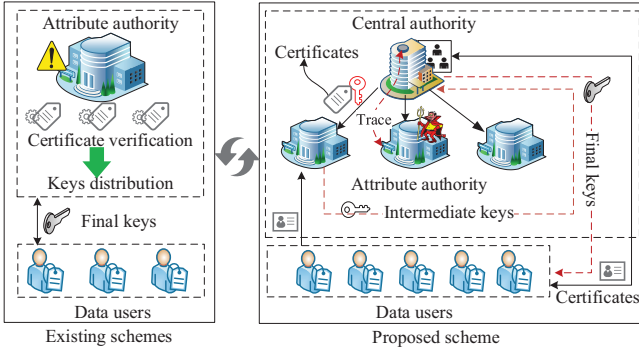 Attribute authority
Certificate verification
Keys distribution
Final keys
Data users
Existing schemes
Central authority
Certificates
Trace
Attribute authority
Intermediate keys
Final keys
Data users
Certificates
Proposed scheme